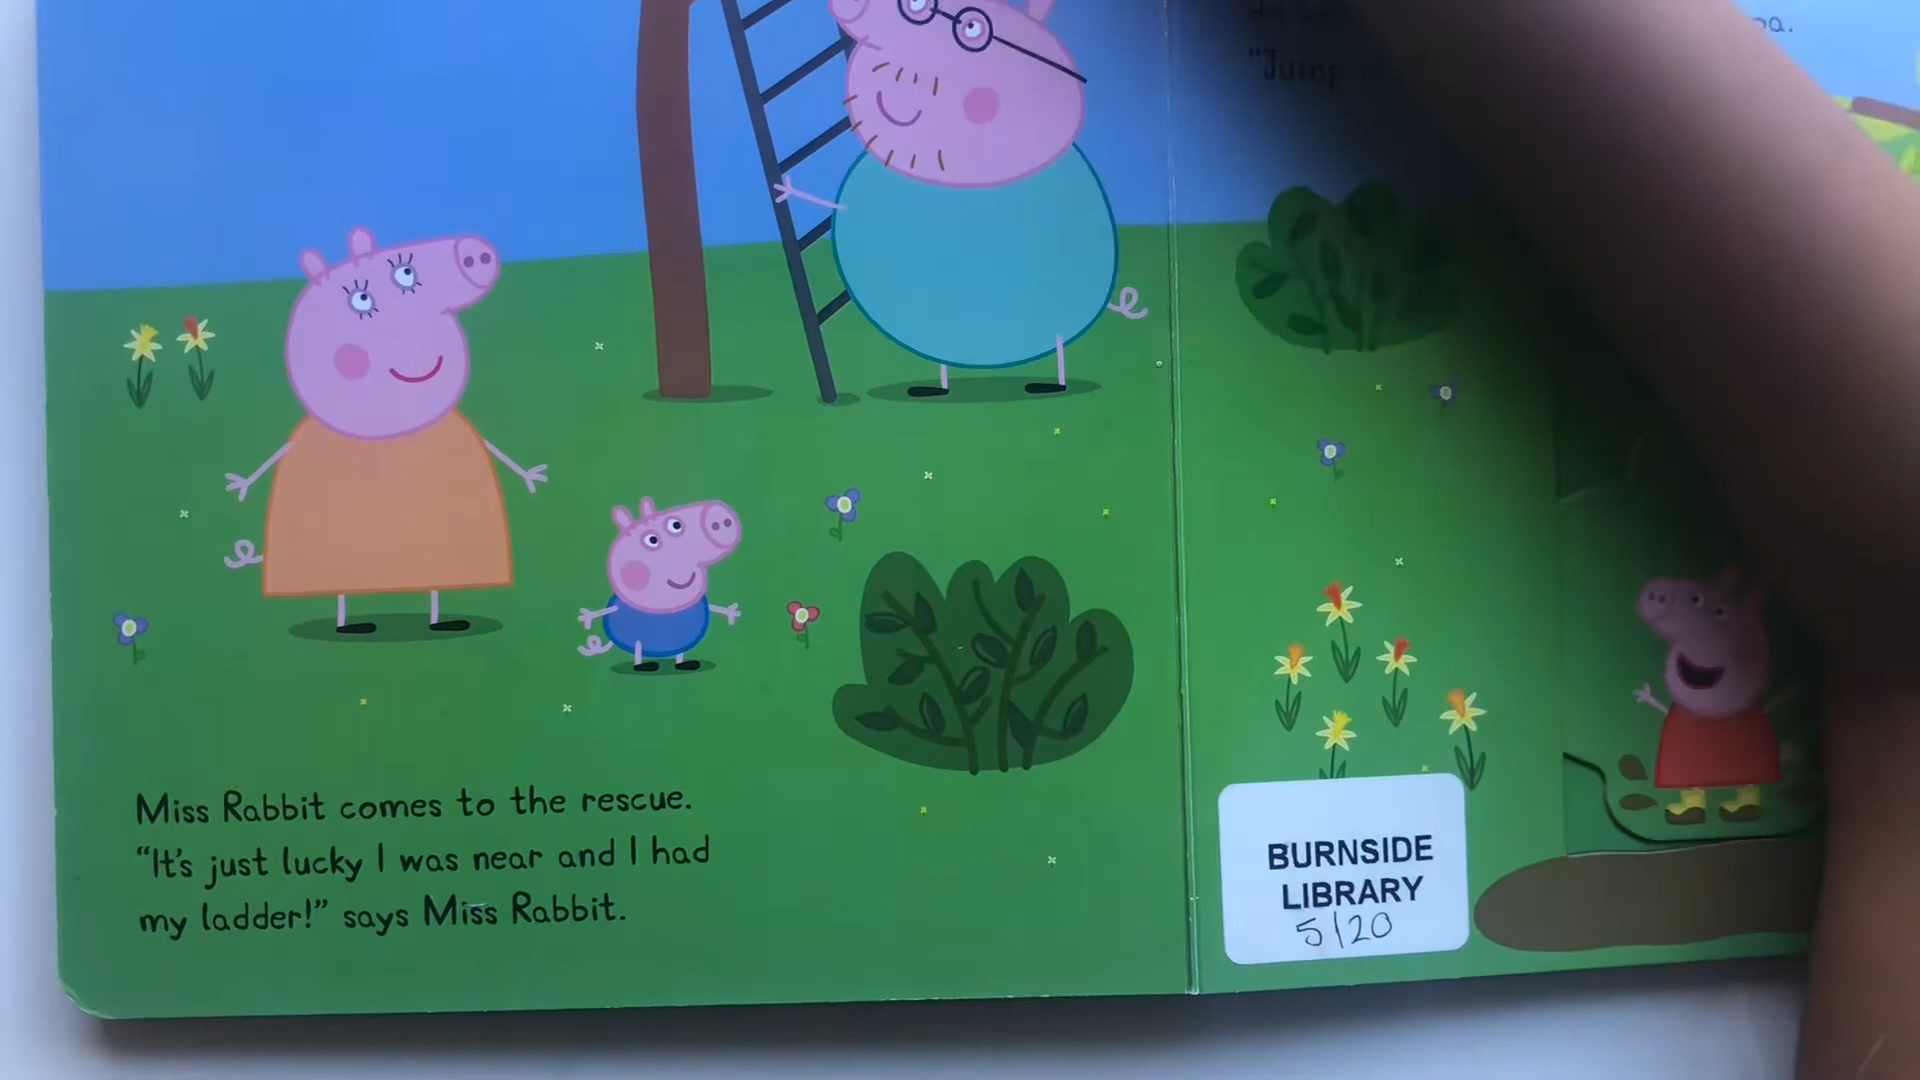 Miss Rabbit comes to the rescue.
“It’s just lucky I was near and I had
my ladder!” says Miss Rabbit.
"Jump
BURNSIDE
LIBRARY
5/20